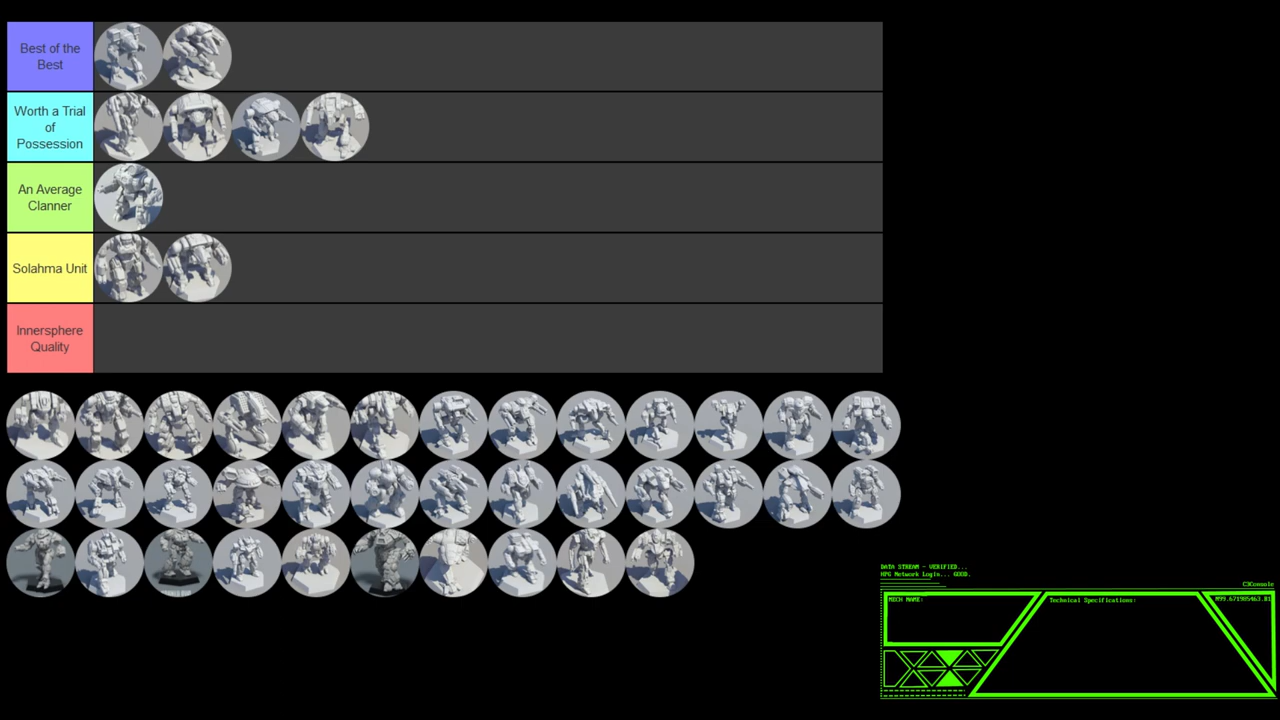 Best of the
Best
Worth a Trial
of
Possession
An Average
Clanner
Solahma Unit
Innersphere
Quality
DATA STREAM - VERIFIED...
HPG Network Login... GOOD.
C3Console
MECH NAME:
Technical Specifications: